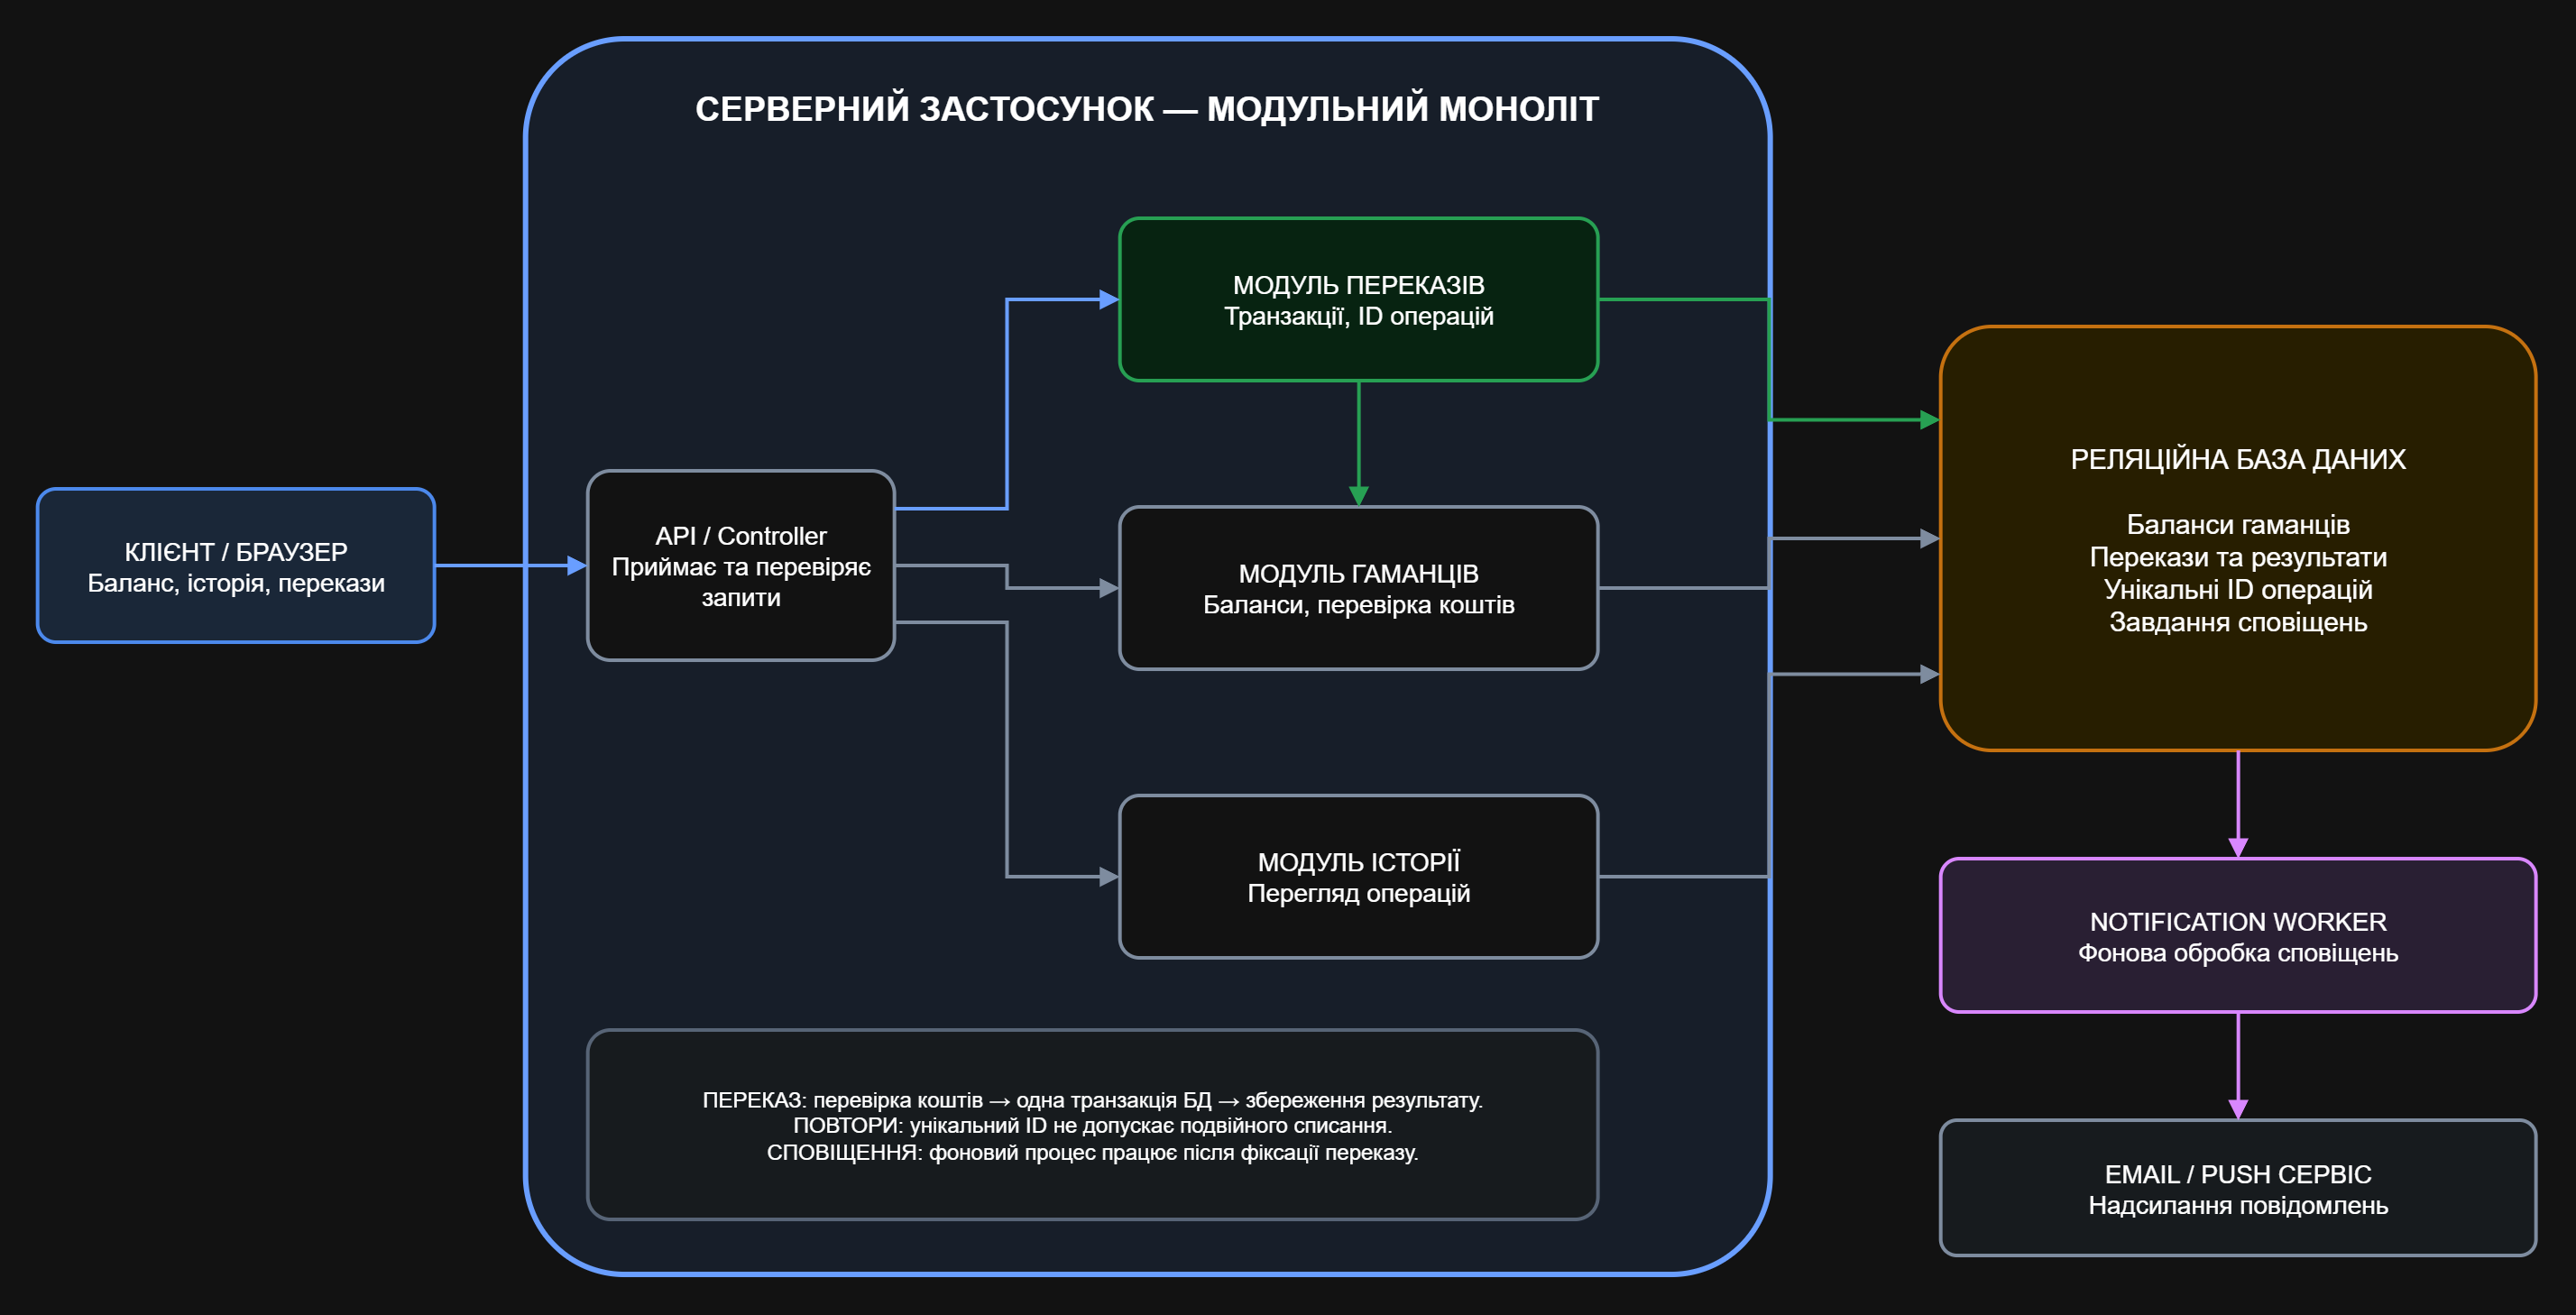 СЕРВЕРНИЙ ЗАСТОСУНОК — МОДУЛЬНИЙ МОНОЛІТ
КЛІЄНТ / БРАУЗЕР
Баланс, історія, перекази
API / Controller
Приймає та перевіряє
запити
МОДУЛЬ ПЕРЕКАЗІВ
Транзакції, ID операцій
МОДУЛЬ ГАМАНЦІВ
Баланси, перевірка коштів
МОДУЛЬ ІСТОРІЇ
Перегляд операцій
ПЕРЕКАЗ: перевірка коштів → одна транзакція БД → збереження результату.
ПОВТОРИ: унікальний ID не допускає подвійного списання.
СПОВІЩЕННЯ: фоновий процес працює після фіксації переказу.
РЕЛЯЦІЙНА БАЗА ДАНИХ
Баланси гаманців
Перекази та результати
Унікальні ID операцій
Завдання сповіщень
NOTIFICATION WORKER
Фонова обробка сповіщень
EMAIL / PUSH СЕРВІС
Надсилання повідомлень